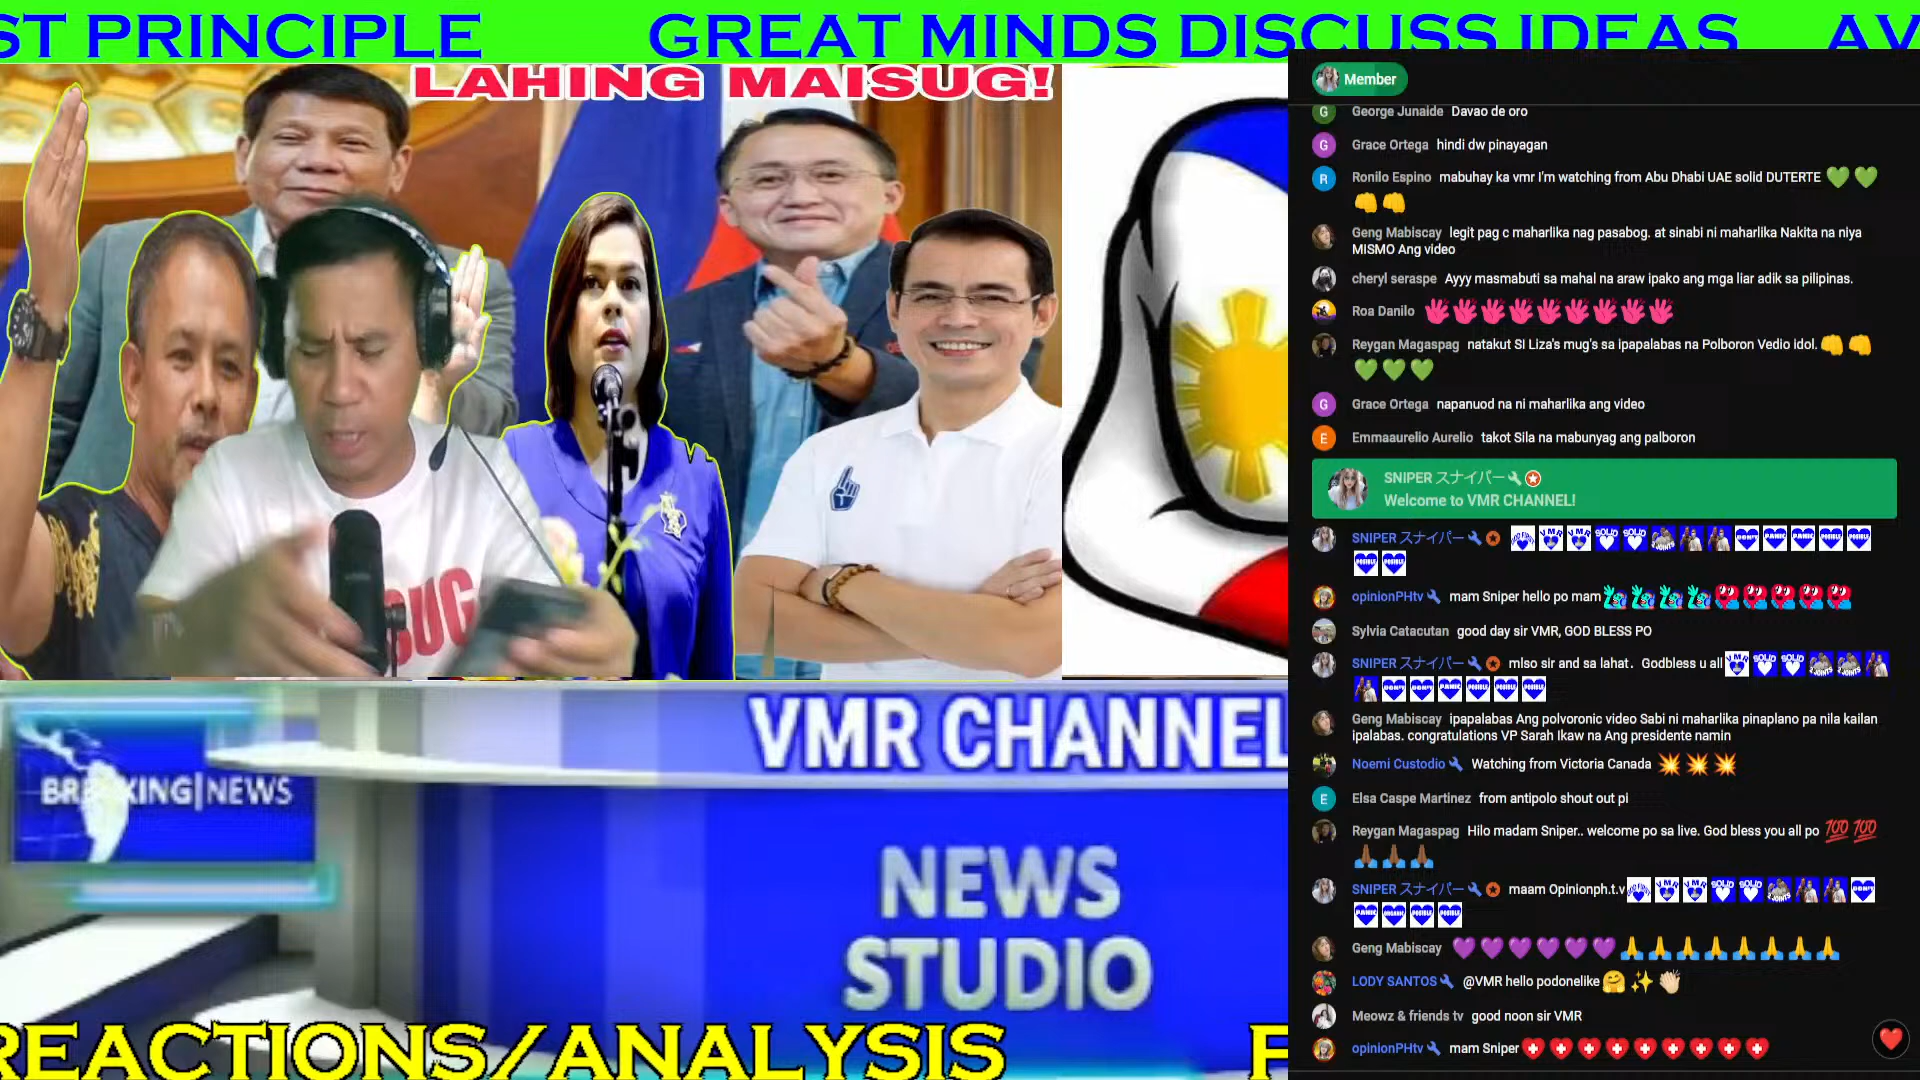 ST PRINCIPLE GREAT MINDS DISCUSS IDEAS AV
LAHING MAISUG!
SUG
VMR CHANNEL
BREAKING|NEWS
NEWS
STUDIO
REACTIONS/ANALYSIS F
Member
George Junaide Davao de oro
Grace Ortega hindi dw pinayagan
Ronilo Espino mabuhay ka vmr I'm watching from Abu Dhabi UAE solid DUTERTE 💚💚
👊👊
Geng Mabiscay legit pag c maharlika nag pasabog. at sinabi ni maharlika Nakita na niya
MISMO Ang video
cheryl seraspe Ayyy masmabuti sa mahal na araw ipako ang mga liar adik sa pilipinas.
Roa Danilo
Reygan Magaspag natakut SI Liza's mug's sa ipapalabas na Polboron Vedio idol.👊👊
💚💚💚
Grace Ortega napanuod na ni maharlika ang video
Emmaaurelio Aurelio takot Sila na mabunyag ang palboron
SNIPER スナイパー
Welcome to VMR CHANNEL!
SNIPER スナイパー
opinionPHtv mam Sniper hello po mam
Sylvia Catacutan good day sir VMR, GOD BLESS PO
SNIPER スナイパー mlso sir and sa lahat. Godbless u all
Geng Mabiscay ipapalabas Ang polvoronic video Sabi ni maharlika pinaplano pa nila kailan
ipalabas. congratulations VP Sarah Ikaw na Ang presidente namin
Noemi Custodio Watching from Victoria Canada 💥💥💥
Elsa Caspe Martinez from antipolo shout out pi
Reygan Magaspag Hilo madam Sniper.. welcome po sa live. God bless you all po 💯💯
🙏🏾🙏🏾🙏🏾
SNIPER スナイパー maam Opinionph.t.v
Geng Mabiscay 💜💜💜💜💜💜🙏🙏🙏🙏🙏🙏🙏🙏
LODY SANTOS @VMR hello podonelike🤗✨👏🏻
Meowz & friends tv good noon sir VMR
opinionPHtv mam Sniper